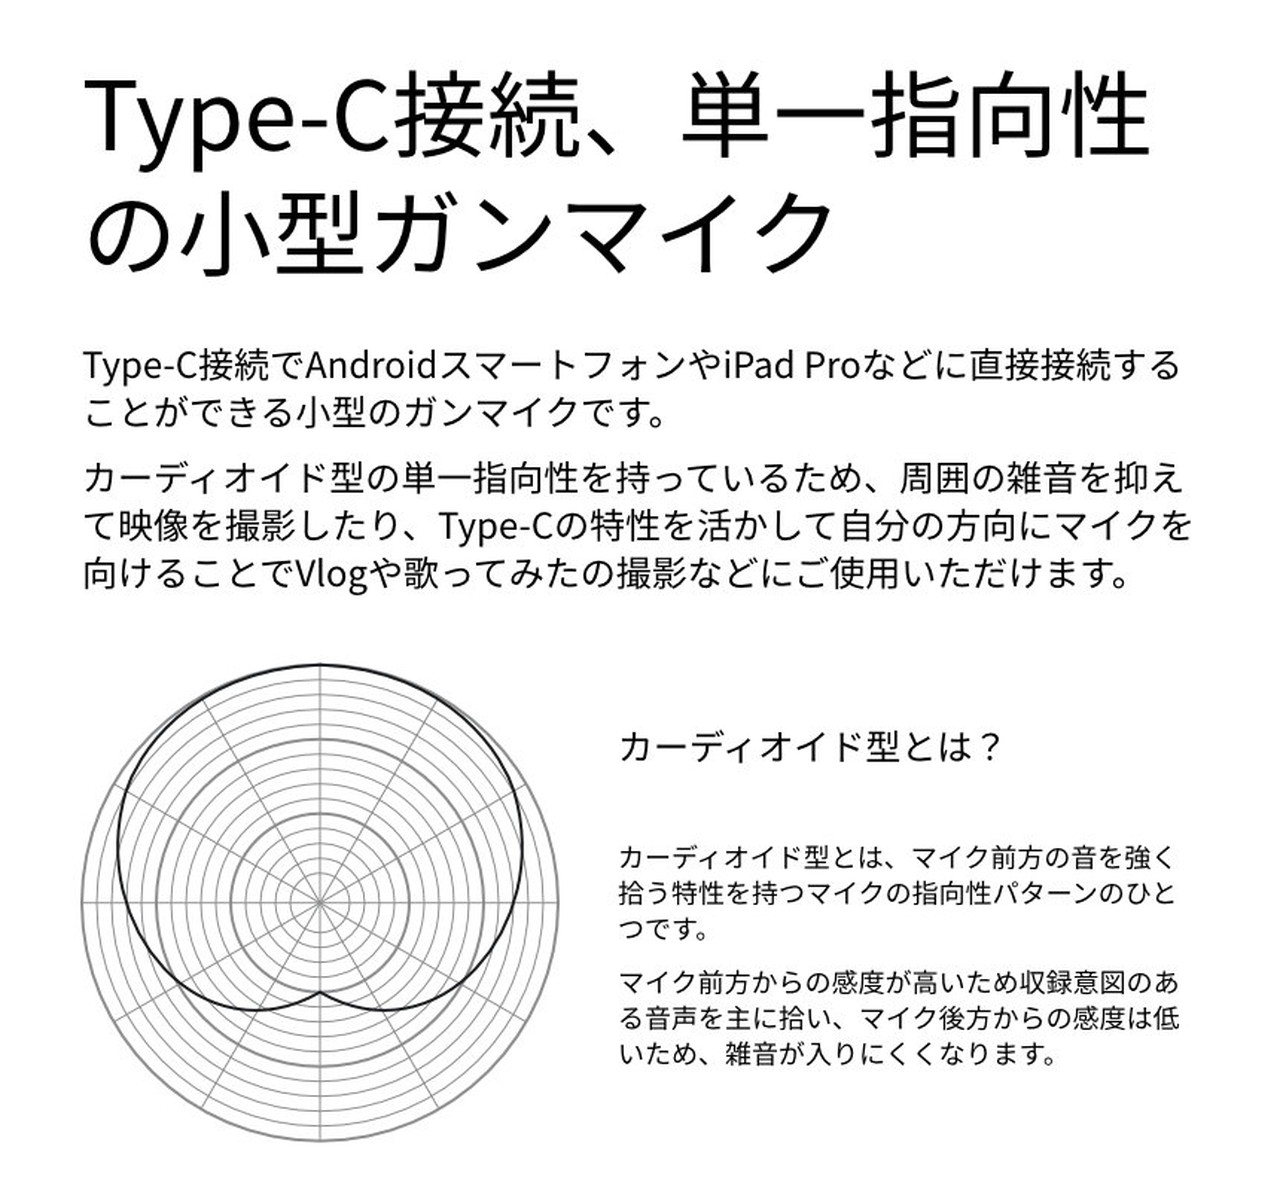 Type-C接続、単一指向性
の小型ガンマイク
Type-C接続でAndroidスマートフォンやiPad Proなどに直接接続する
ことができる小型のガンマイクです。
カーディオイド型の単一指向性を持っているため、周囲の雑音を抑え
て映像を撮影したり、Type-Cの特性を活かして自分の方向にマイクを
向けることでVlogや歌ってみたの撮影などにご使用いただけます。
カーディオイド型とは？
カーディオイド型とは、マイク前方の音を強く
拾う特性を持つマイクの指向性パターンのひと
つです。
マイク前方からの感度が高いため収録意図のあ
る音声を主に拾い、マイク後方からの感度は低
いため、雑音が入りにくくなります。